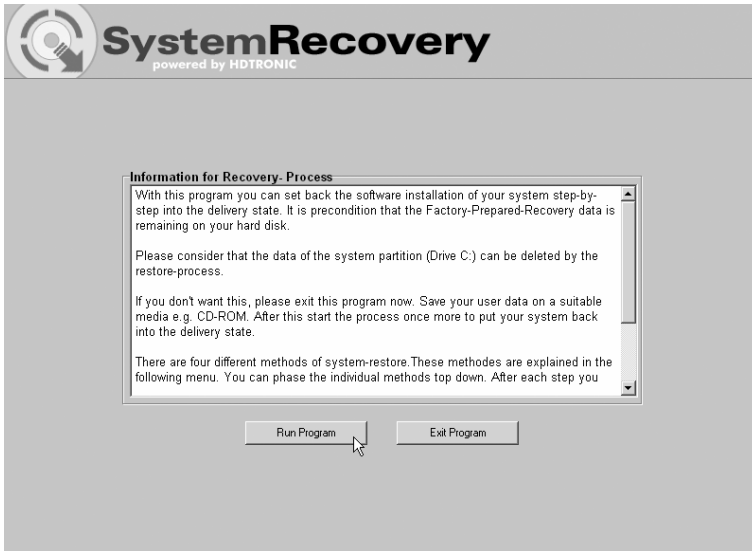 SystemRecovery
powered by HDTRONIC
Information for Recovery- Process
With this program you can set back the software installation of your system step-by-
step into the delivery state. It is precondition that the Factory-Prepared-Recovery data is
remaining on your hard disk.
Please consider that the data of the system partition (Drive C:) can be deleted by the
restore-process.
If you don't want this, please exit this program now. Save your user data on a suitable
media e.g. CD-ROM. After this start the process once more to put your system back
into the delivery state.
There are four different methods of system-restore.These methodes are explained in the
following menu. You can phase the individual methods top down. After each step you
Run Program
Exit Program